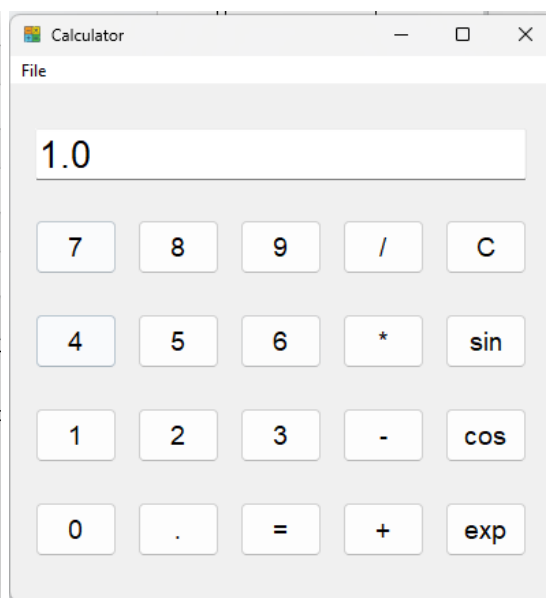 Calculator
File
1.0
7 8 9 / C
4 5 6 * sin
1 2 3 - cos
0 . = + exp